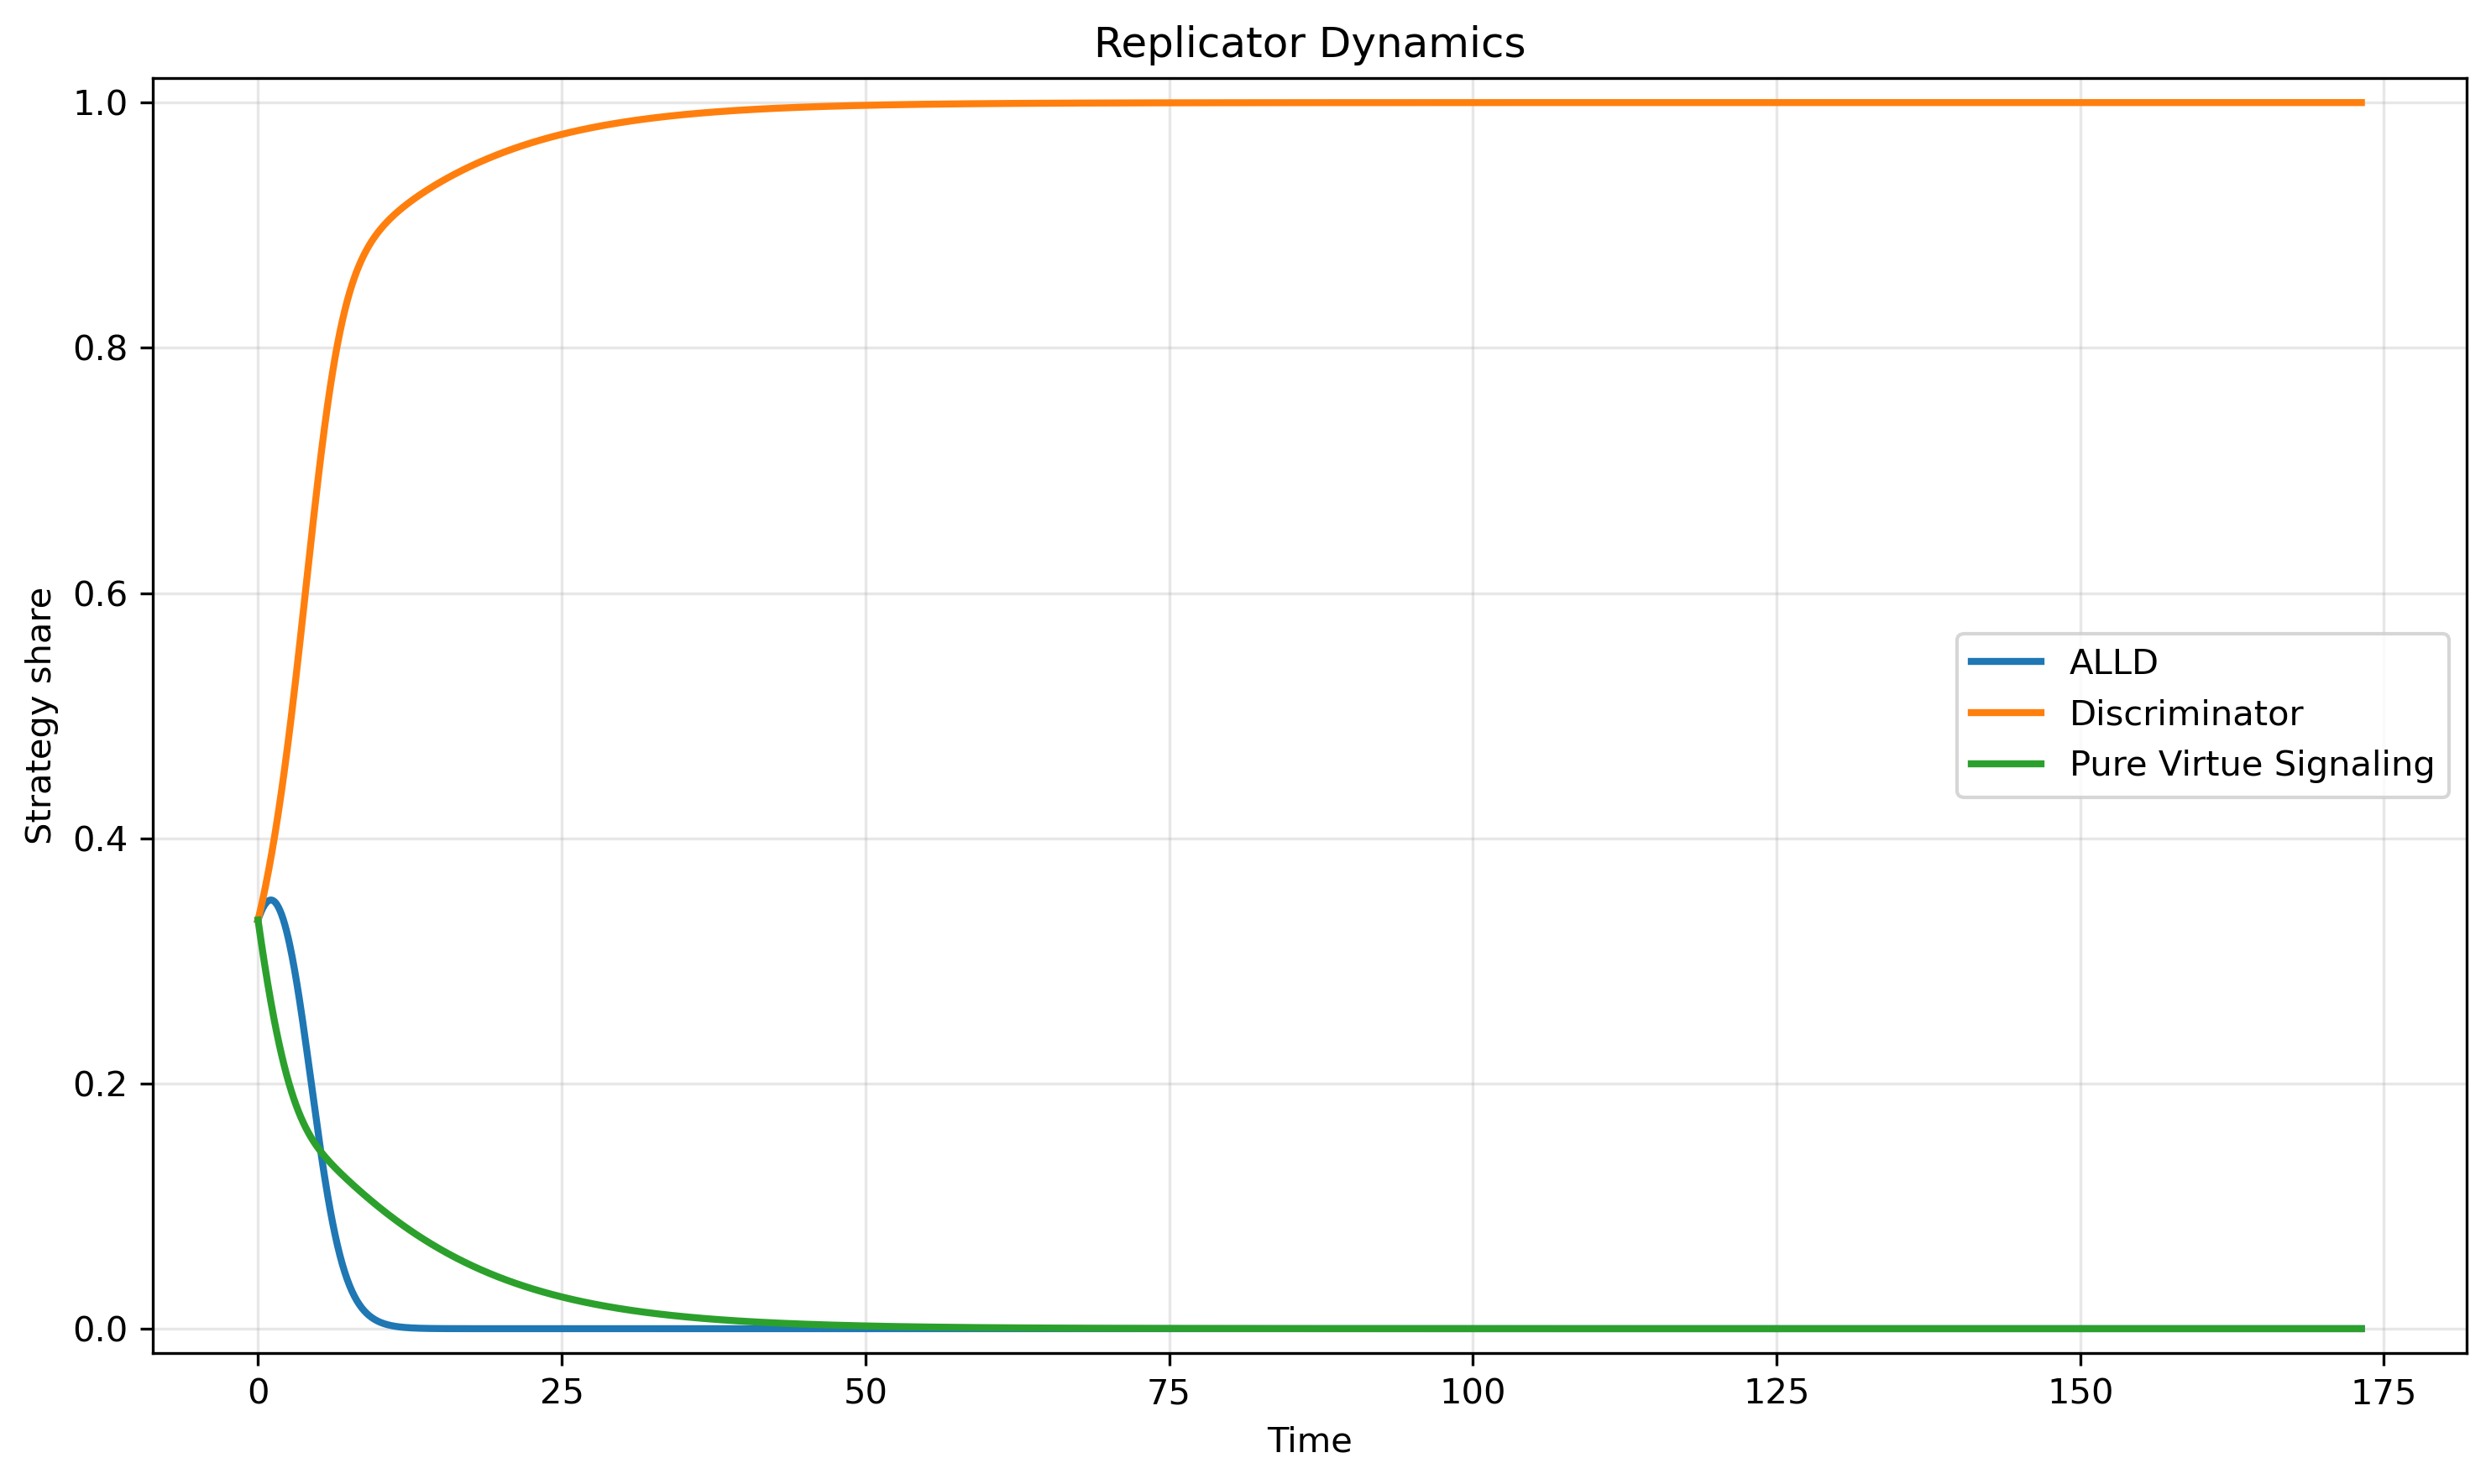 Replicator Dynamics
Strategy share
1.0
0.8
0.6
0.4
0.2
0.0
ALLD
Discriminator
Pure Virtue Signaling
0 25 50 75 100 125 150 175
Time